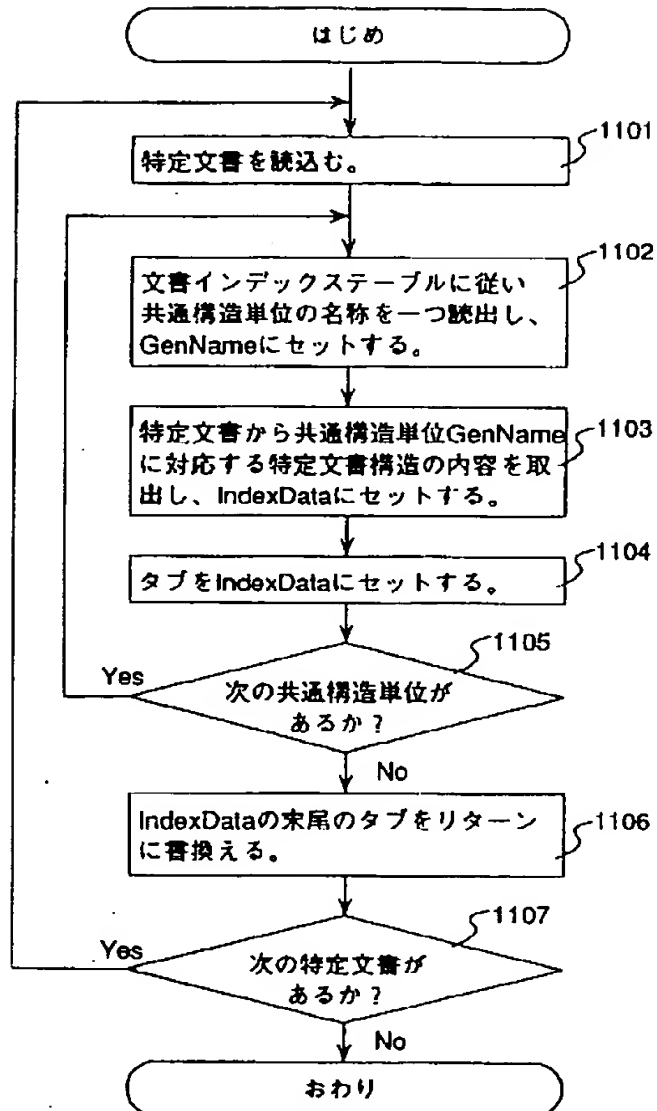 はじめ
1101
特定文書を読込む。
1102
文書インデックステーブルに従い
共通構造単位の名称を一つ読出し、
GenNameにセットする。
1103
特定文書から共通構造単位GenName
に対応する特定文書構造の内容を取
出し、IndexDataにセットする。
1104
タブをIndexDataにセットする。
1105
Yes
次の共通構造単位が
あるか？
No
IndexDataの末尾のタブをリターン
に書換える。
1106
1107
Yes
次の特定文書が
あるか？
No
おわり